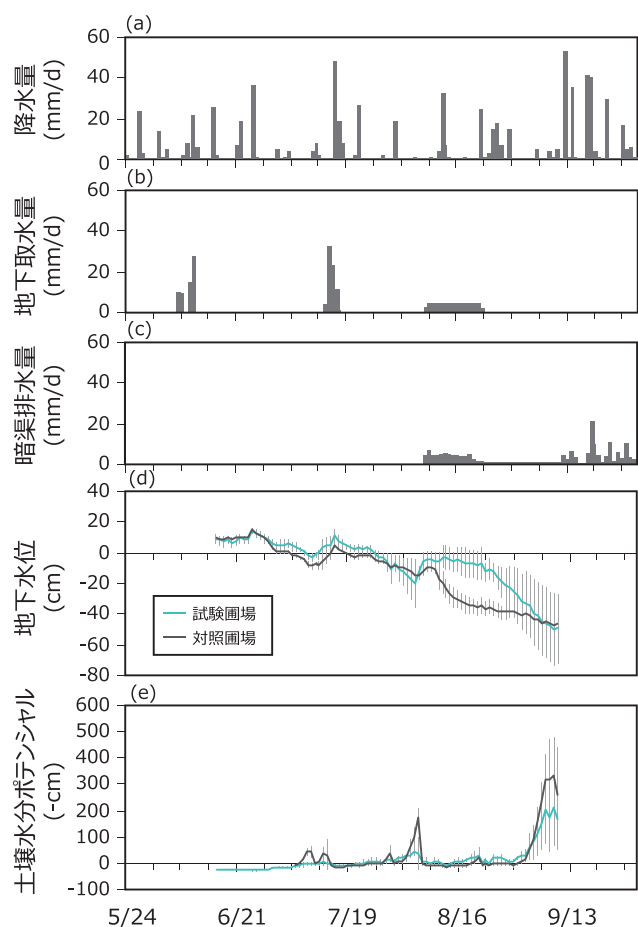 (a)
降水量
(mm/d)
60
40
20
0
(b)
地下取水量
(mm/d)
60
40
20
0
(c)
暗渠排水量
(mm/d)
60
40
20
0
(d)
地下水位
(cm)
40
20
0
-20
-40
-60
-80
試験圃場
対照圃場
(e)
土壌水分ポテンシャル
(-cm)
600
500
400
300
200
100
0
-100
5/24 6/21 7/19 8/16 9/13